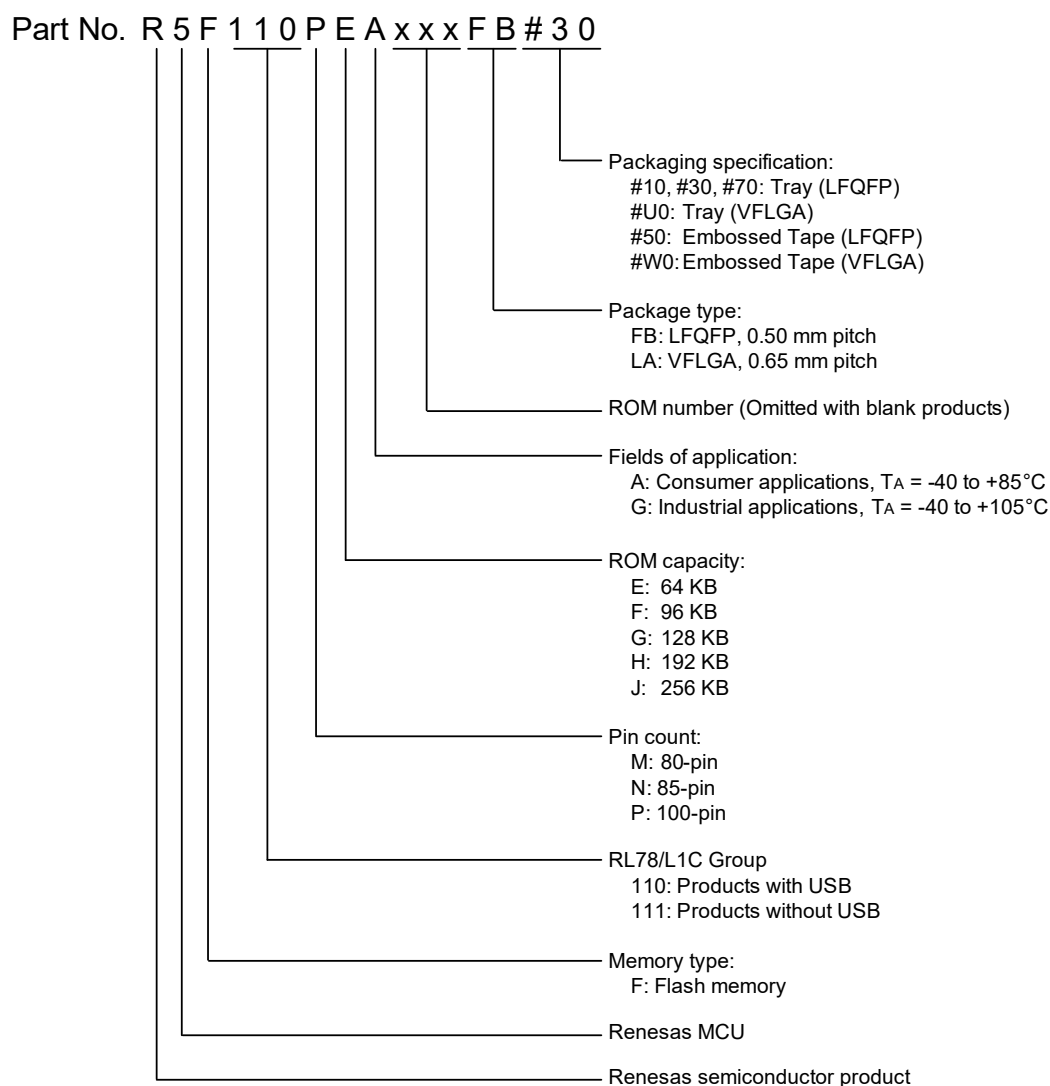 Part No. R 5 F 1 1 0 P E A x x x F B # 3 0
Packaging specification:
#10, #30, #70: Tray (LFQFP)
#U0: Tray (VFLGA)
#50: Embossed Tape (LFQFP)
#W0: Embossed Tape (VFLGA)
Package type:
FB: LFQFP, 0.50 mm pitch
LA: VFLGA, 0.65 mm pitch
ROM number (Omitted with blank products)
Fields of application:
A: Consumer applications, TA = -40 to +85°C
G: Industrial applications, TA = -40 to +105°C
ROM capacity:
E: 64 KB
F: 96 KB
G: 128 KB
H: 192 KB
J: 256 KB
Pin count:
M: 80-pin
N: 85-pin
P: 100-pin
RL78/L1C Group
110: Products with USB
111: Products without USB
Memory type:
F: Flash memory
Renesas MCU
Renesas semiconductor product